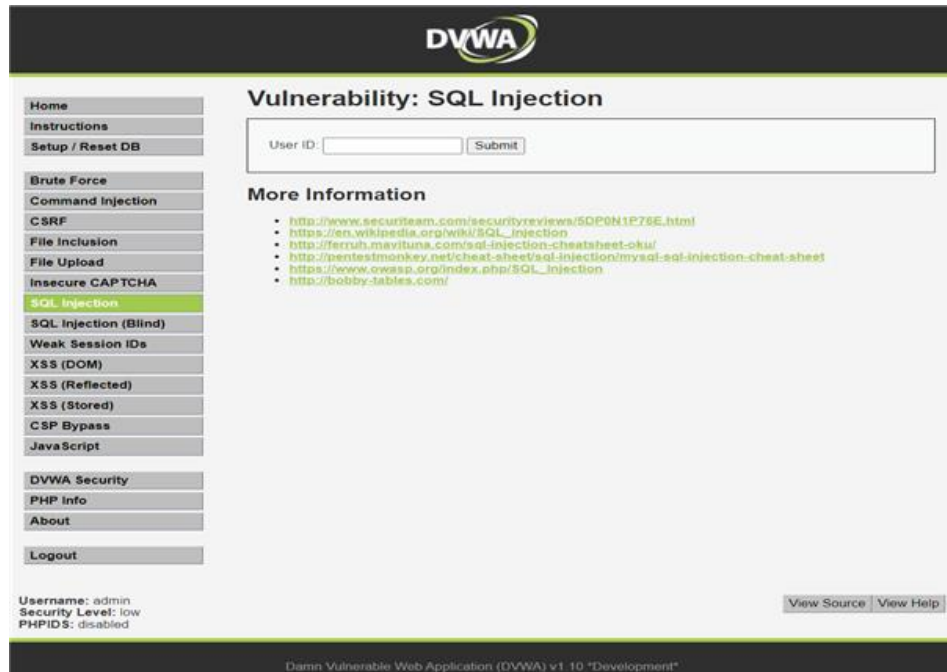 DVWA
Home
Instructions
Setup / Reset DB
Brute Force
Command Injection
CSRF
File Inclusion
File Upload
Insecure CAPTCHA
SQL Injection
SQL Injection (Blind)
Weak Session IDs
XSS (DOM)
XSS (Reflected)
XSS (Stored)
CSP Bypass
JavaScript
DVWA Security
PHP Info
About
Logout
Vulnerability: SQL Injection
User ID: Submit
More Information
http://www.securiteam.com/securityreviews/5DP0N1P76E.html
https://en.wikipedia.org/wiki/SQL_injection
http://ferruh.mavituna.com/sql-injection-cheatsheet-oku/
http://pentestmonkey.net/cheat-sheet/sql-injection/mysql-sql-injection-cheat-sheet
https://www.owasp.org/index.php/SQL_Injection
http://bobby-tables.com/
Username: admin
Security Level: low
PHPIDS: disabled
View Source View Help
Damn Vulnerable Web Application (DVWA) v1.10 *Development*